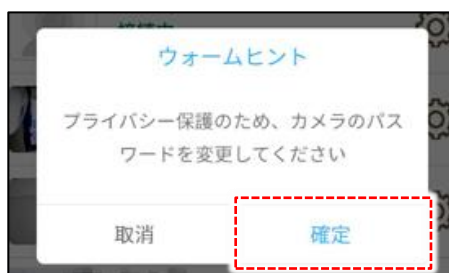 ウォームヒント
プライバシー保護のため、カメラのパス
ワードを変更してください
取消
確定